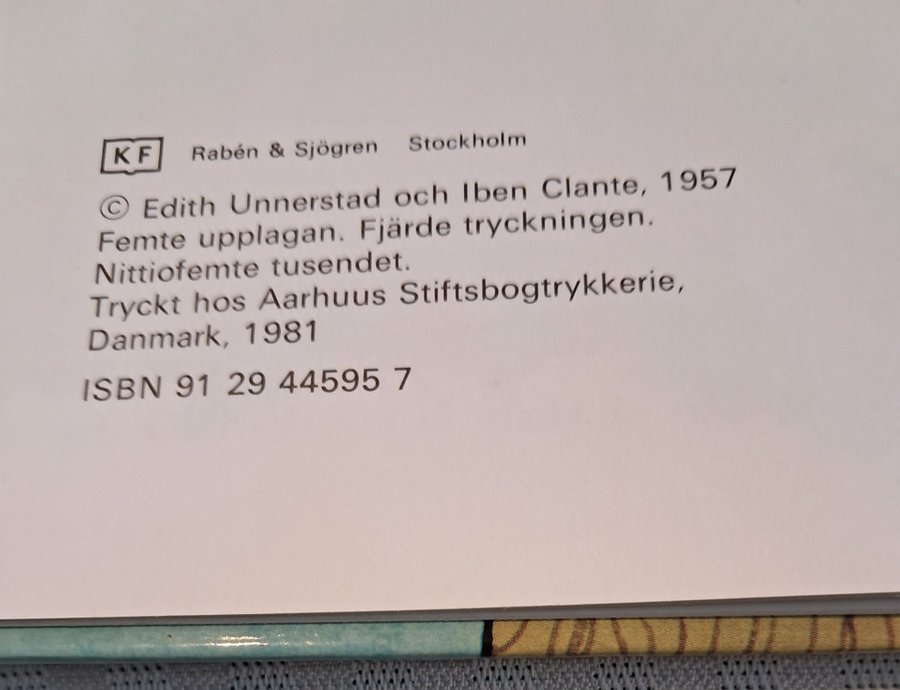 KF Rabén & Sjögren Stockholm
© Edith Unnerstad och Iben Clante, 1957
Femte upplagan. Fjärde tryckningen.
Nittiofemte tusendet.
Tryckt hos Aarhuus Stiftsbogtrykkerie,
Danmark, 1981
ISBN 91 29 44595 7